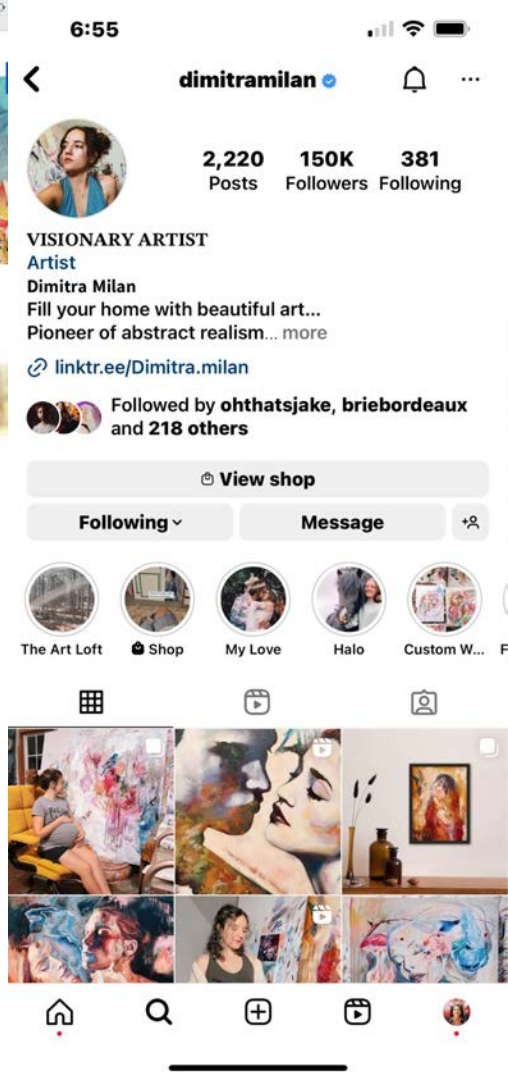 6:55
dimitramilan
2,220 150K 381
Posts Followers Following
VISIONARY ARTIST
Artist
Dimitra Milan
Fill your home with beautiful art...
Pioneer of abstract realism... more
linktr.ee/Dimitra.milan
Followed by ohthatsjake, briebordeaux
and 218 others
View shop
Following Message
The Art Loft Shop My Love Halo Custom W... F